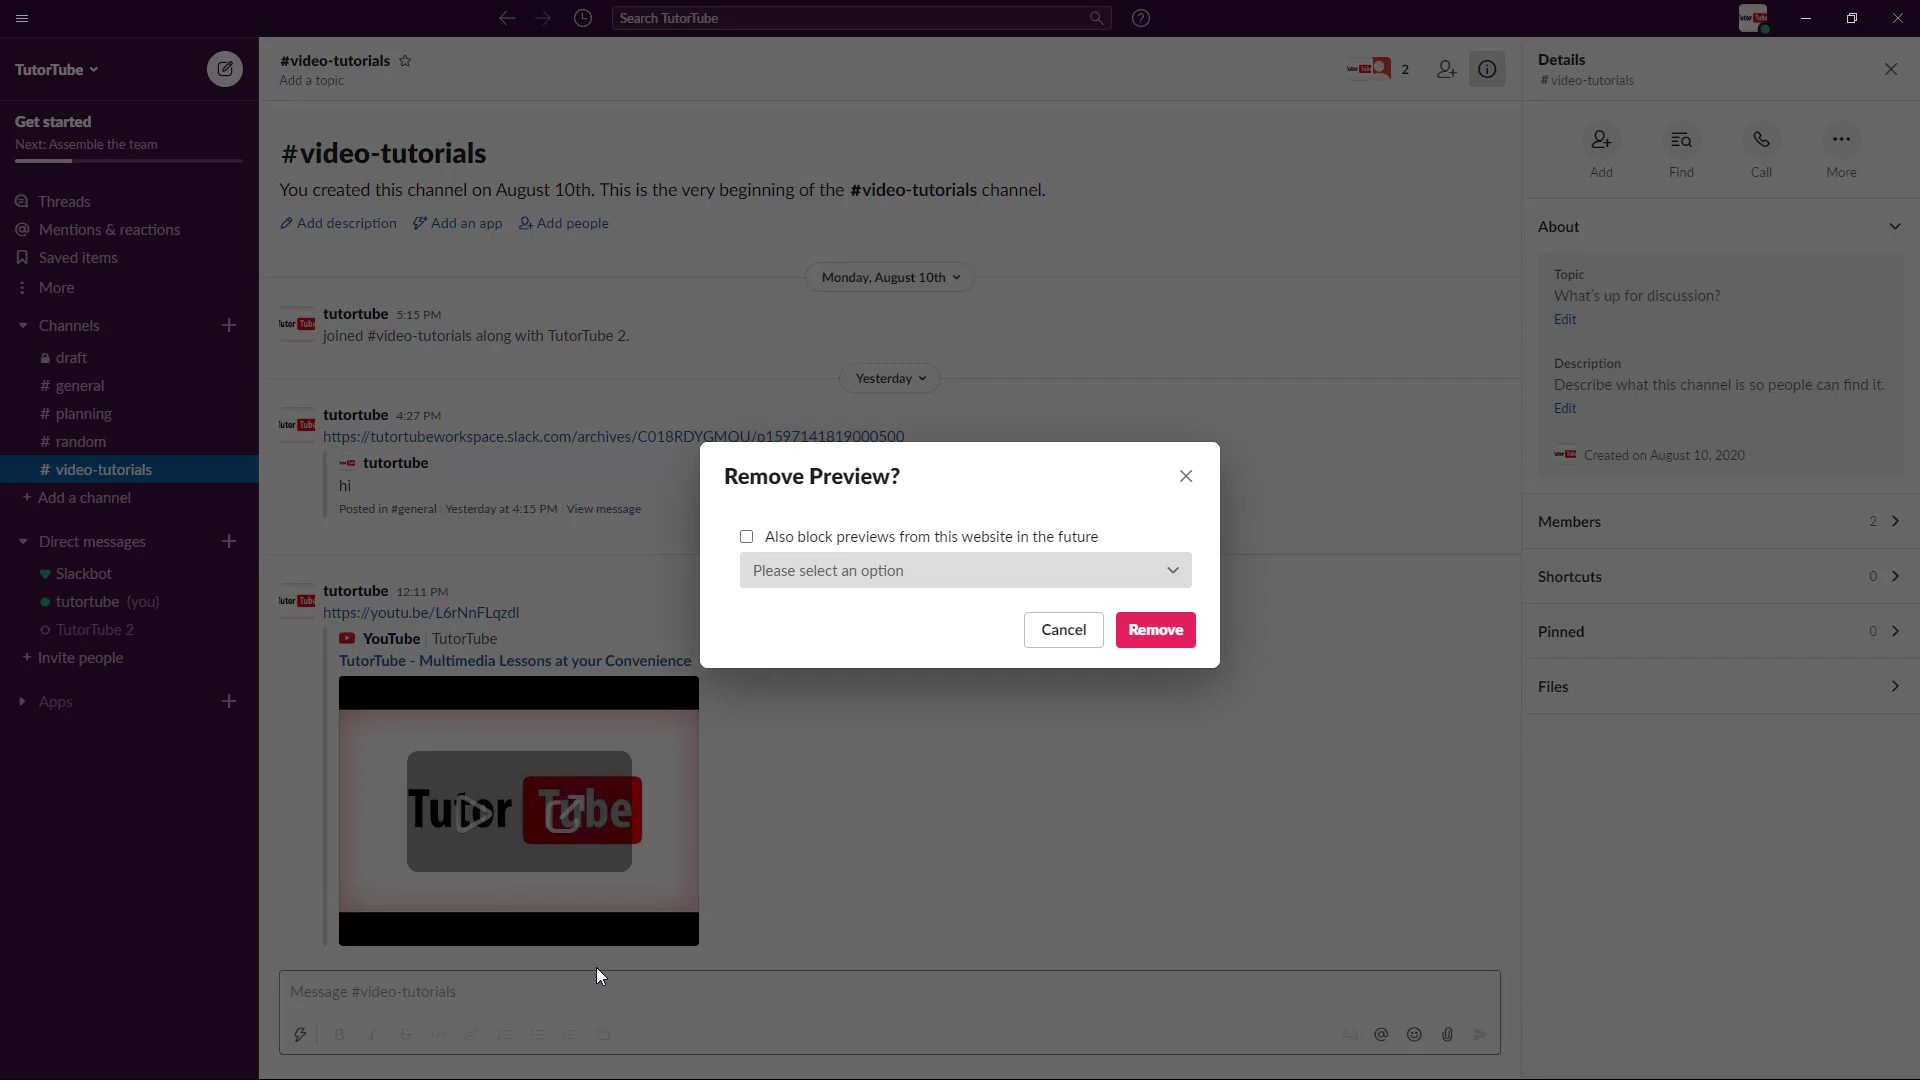 Search TutorTube
TutorTube
Get started
Next: Assemble the team
Threads
Mentions & reactions
Saved items
More
Channels
draft
# general
# planning
# random
# video-tutorials
+ Add a channel
Direct messages
Slackbot
tutortube (you)
TutorTube 2
+ Invite people
Apps
#video-tutorials
Add a topic
2
#video-tutorials
You created this channel on August 10th. This is the very beginning of the #video-tutorials channel.
Add description Add an app Add people
Monday, August 10th
tutortube 5:15 PM
joined #video-tutorials along with TutorTube 2.
Yesterday
tutortube 4:27 PM
https://tutortubeworkspace.slack.com/archives/C018RDYGMQU/p1597141819000500
tutortube
hi
Posted in #general | Yesterday at 4:15 PM | View message
tutortube 12:11 PM
https://youtu.be/L6rNnFLqzdI
YouTube | TutorTube
TutorTube - Multimedia Lessons at your Convenience
Tutor Tube
Message #video-tutorials
Remove Preview?
Also block previews from this website in the future
Please select an option
Cancel Remove
Details
# video-tutorials
Add Find Call More
About
Topic
What's up for discussion?
Edit
Description
Describe what this channel is so people can find it.
Edit
Created on August 10, 2020
Members 2
Shortcuts 0
Pinned 0
Files